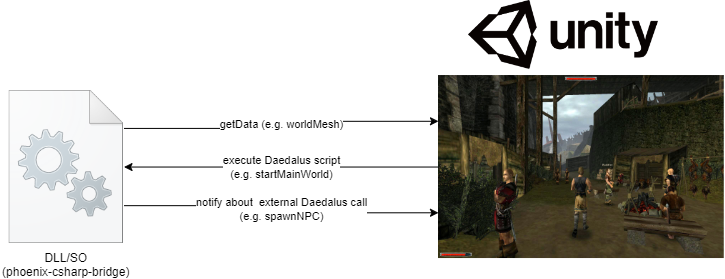 unity
getData (e.g. worldMesh)
execute Daedalus script
(e.g. startMainWorld)
notify about  external Daedalus call
(e.g. spawnNPC)
DLL/SO
(phoenix-csharp-bridge)